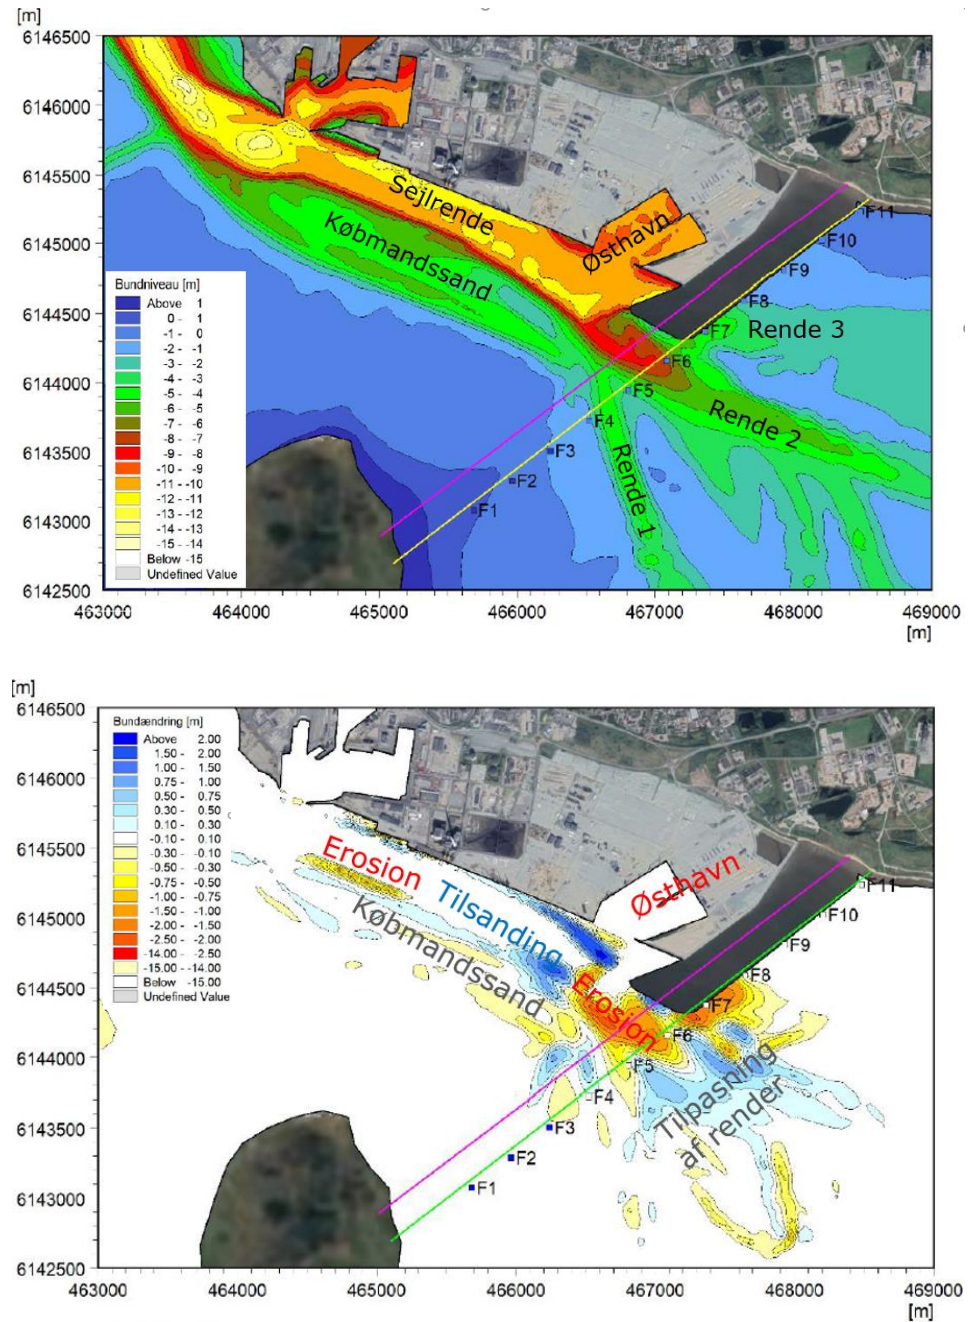 [m]
6146500
6146000
6145500
6145000
6144500
6144000
6143500
6143000
6142500
Sejlrende
Købmandssand
Østhavn
Rende 3
Rende 2
Rende 1
F11
F10
F9
F8
F7
F6
F5
F4
F3
F2
F1
Bundniveau [m]
Above 1
0 - 1
-1 - 0
-2 - -1
-3 - -2
-4 - -3
-5 - -4
-6 - -5
-7 - -6
-8 - -7
-9 - -8
-10 - -9
-11 - -10
-12 - -11
-13 - -12
-14 - -13
-15 - -14
Below -15
Undefined Value
463000 464000 465000 466000 467000 468000 469000
[m]
[m]
6146500
6146000
6145500
6145000
6144500
6144000
6143500
6143000
6142500
Bundændring [m]
Above 2.00
1.50 - 2.00
1.00 - 1.50
0.75 - 1.00
0.50 - 0.75
0.30 - 0.50
0.10 - 0.30
-0.10 - 0.10
-0.30 - -0.10
-0.50 - -0.30
-0.75 - -0.50
-1.00 - -0.75
-1.50 - -1.00
-2.00 - -1.50
-2.50 - -2.00
-14.00 - -2.50
-15.00 - -14.00
Below -15.00
Undefined Value
Erosion
Tilsanding
Købmandssand
Østhavn
Erosion
Tilpasning
af render
F11
F10
F9
F8
F7
F6
F5
F4
F3
F2
F1
463000 464000 465000 466000 467000 468000 469000
[m]